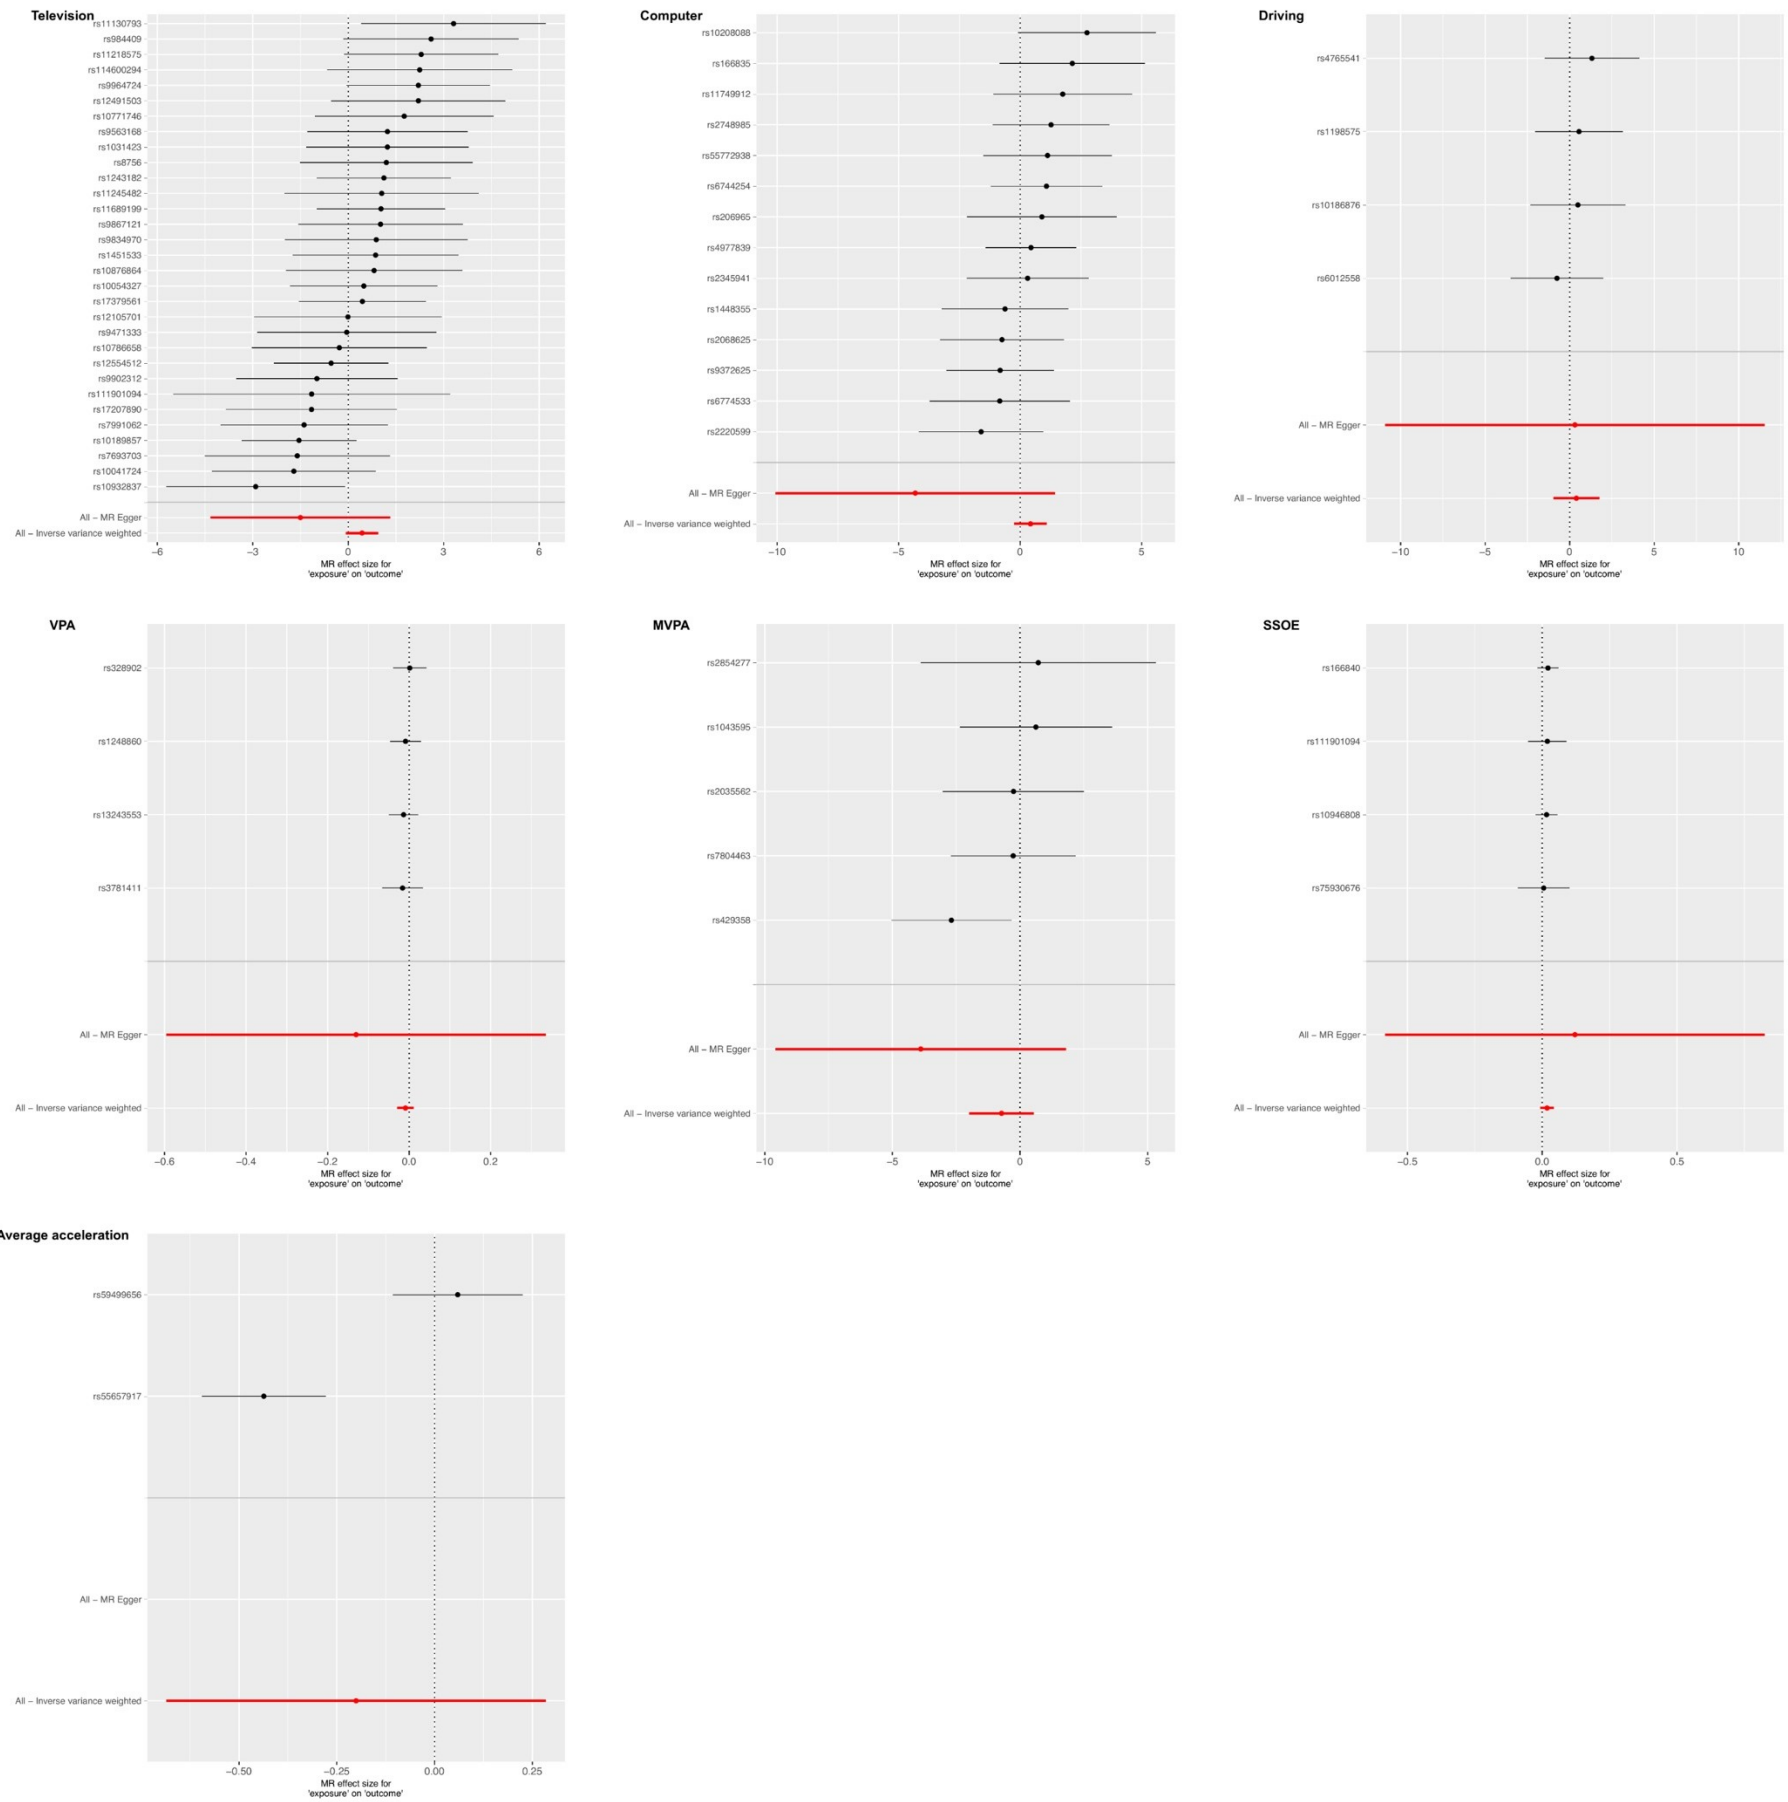 Television
rs11130793
rs984409
rs11218575
rs114600294
rs9964724
rs12491503
rs10771746
rs9563168
rs1031423
rs8756
rs1243182
rs11245482
rs11689199
rs9867121
rs9834970
rs1451533
rs10876864
rs10054327
rs17379561
rs12105701
rs9471333
rs10786658
rs12554512
rs9902312
rs111901094
rs17207890
rs7991062
rs10189857
rs7693703
rs10041724
rs10932837
All − MR Egger
All − Inverse variance weighted
−6 −3 0 3 6
MR effect size for
'exposure' on 'outcome'
Computer
rs10208088
rs166835
rs11749912
rs2748985
rs55772938
rs6744254
rs206965
rs4977839
rs2345941
rs1448355
rs2068625
rs9372625
rs6774533
rs2220599
All − MR Egger
All − Inverse variance weighted
−10 −5 0 5
MR effect size for
'exposure' on 'outcome'
Driving
rs4765541
rs1198575
rs10186876
rs6012558
All − MR Egger
All − Inverse variance weighted
−10 −5 0 5 10
MR effect size for
'exposure' on 'outcome'
VPA
rs328902
rs1248860
rs13243553
rs3781411
All − MR Egger
All − Inverse variance weighted
−0.6 −0.4 −0.2 0.0 0.2
MR effect size for
'exposure' on 'outcome'
MVPA
rs2854277
rs1043595
rs2035562
rs7804463
rs429358
All − MR Egger
All − Inverse variance weighted
−10 −5 0 5
MR effect size for
'exposure' on 'outcome'
SSOE
rs166840
rs111901094
rs10946808
rs75930676
All − MR Egger
All − Inverse variance weighted
−0.5 0.0 0.5
MR effect size for
'exposure' on 'outcome'
Average acceleration
rs59499656
rs55657917
All − MR Egger
All − Inverse variance weighted
−0.50 −0.25 0.00 0.25
MR effect size for
'exposure' on 'outcome'